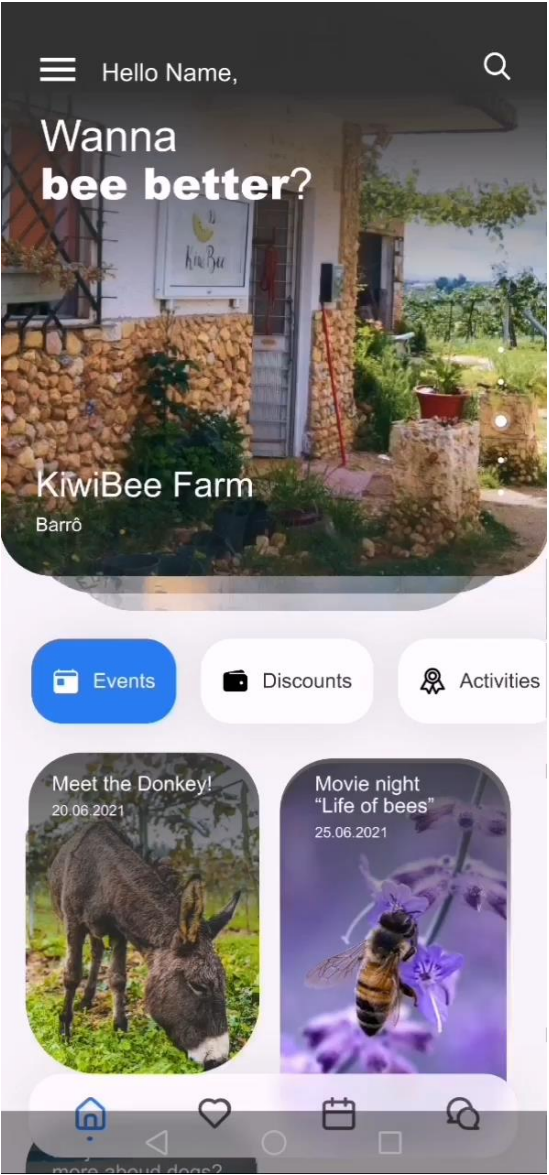 Hello Name,
Wanna
bee better?
KiwiBee
KiwiBee Farm
Barrô
Events
Discounts
Activities
Meet the Donkey!
20.06.2021
Movie night
“Life of bees”
25.06.2021
more aboud dogs?